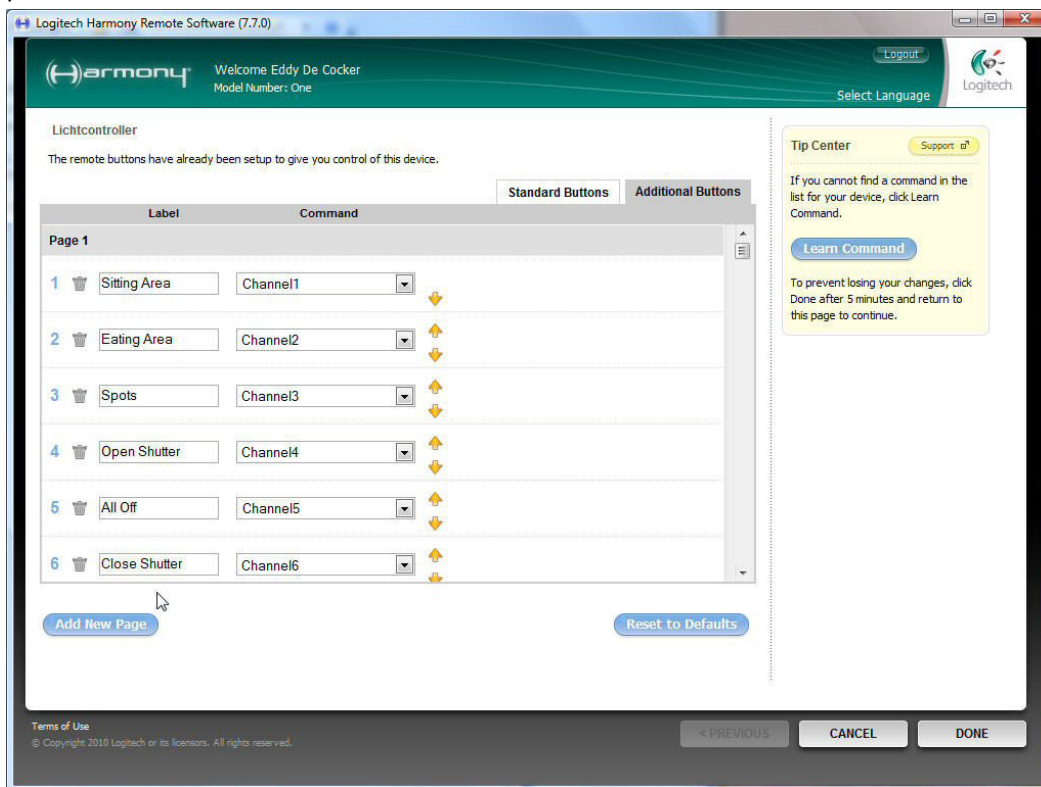 Logitech Harmony Remote Software (7.7.0)
Harmony
Welcome Eddy De Cocker
Model Number: One
Logout
Select Language
Logitech
Lichtcontroller
The remote buttons have already been setup to give you control of this device.
Standard Buttons
Additional Buttons
Label Command
Page 1
1 Sitting Area Channel1
2 Eating Area Channel2
3 Spots Channel3
4 Open Shutter Channel4
5 All Off Channel5
6 Close Shutter Channel6
Add New Page
Reset to Defaults
Tip Center
Support
If you cannot find a command in the
list for your device, click Learn
Command.
Learn Command
To prevent losing your changes, click
Done after 5 minutes and return to
this page to continue.
Terms of Use
© Copyright 2010 Logitech or its licensors. All rights reserved.
< PREVIOUS
CANCEL
DONE